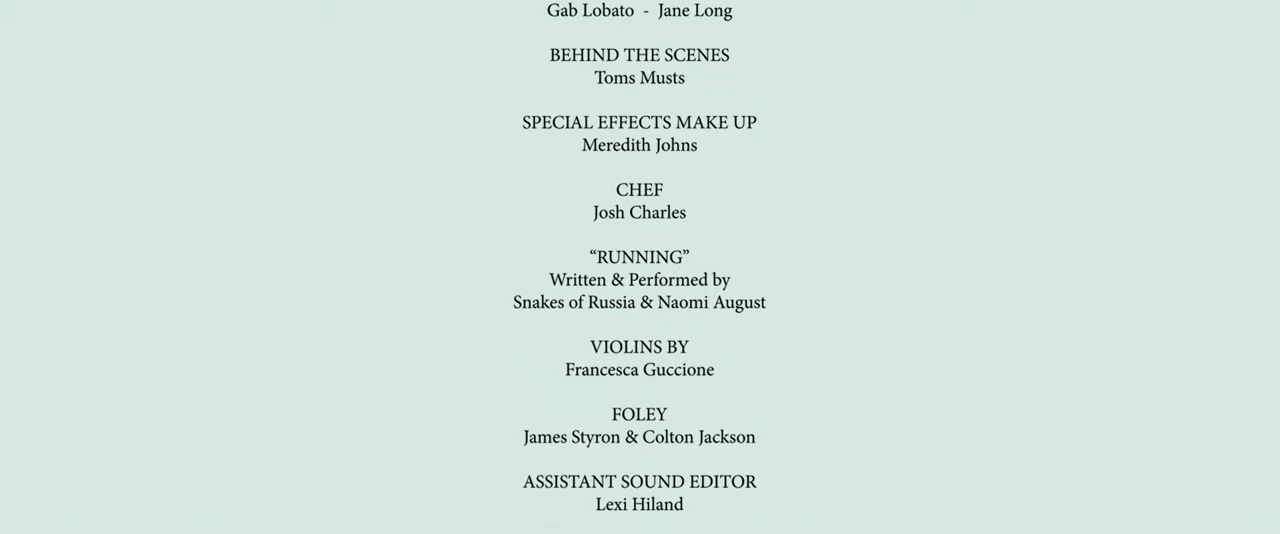 Gab Lobato - Jane Long
BEHIND THE SCENES
Toms Musts
SPECIAL EFFECTS MAKE UP
Meredith Johns
CHEF
Josh Charles
“RUNNING”
Written & Performed by
Snakes of Russia & Naomi August
VIOLINS BY
Francesca Guccione
FOLEY
James Styron & Colton Jackson
ASSISTANT SOUND EDITOR
Lexi Hiland